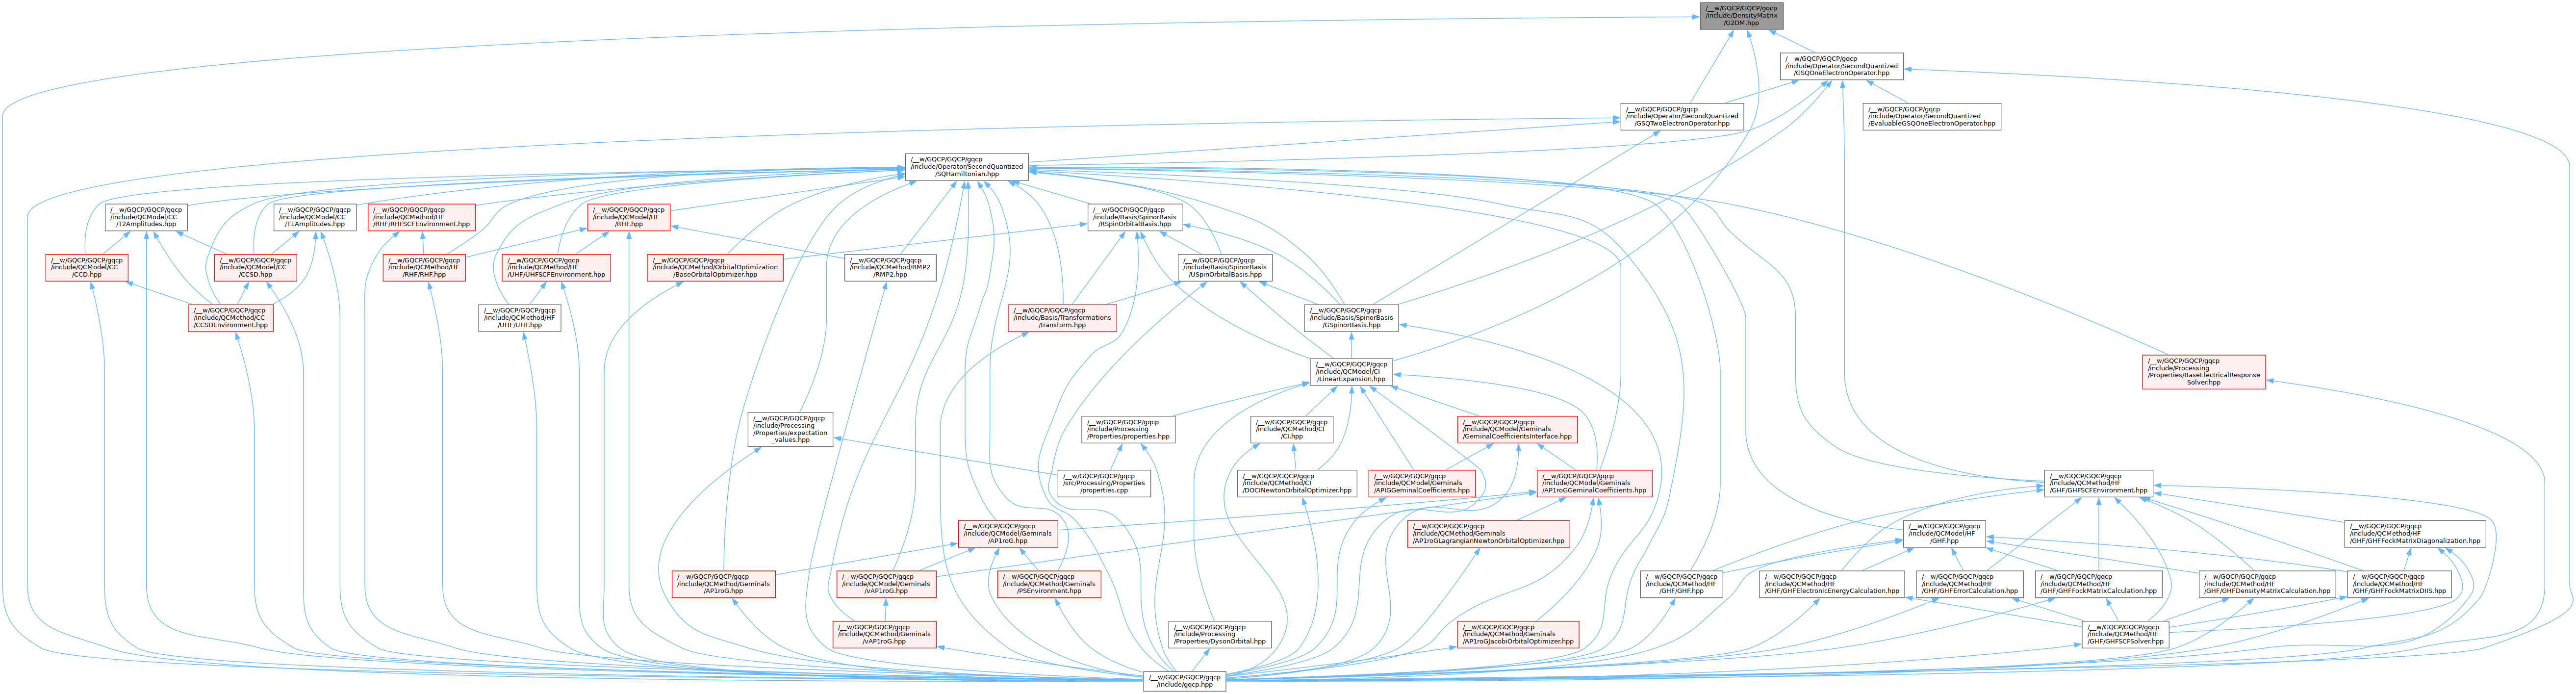 /__w/GQCP/GQCP/gqcp
/include/DensityMatrix
/G2DM.hpp
/__w/GQCP/GQCP/gqcp
/include/Operator/SecondQuantized
/GSQOneElectronOperator.hpp
/__w/GQCP/GQCP/gqcp
/include/Operator/SecondQuantized
/GSQTwoElectronOperator.hpp
/__w/GQCP/GQCP/gqcp
/include/Operator/SecondQuantized
/EvaluableGSQOneElectronOperator.hpp
/__w/GQCP/GQCP/gqcp
/include/Operator/SecondQuantized
/SQHamiltonian.hpp
/__w/GQCP/GQCP/gqcp
/include/QCModel/CC
/T2Amplitudes.hpp
/__w/GQCP/GQCP/gqcp
/include/QCModel/CC
/T1Amplitudes.hpp
/__w/GQCP/GQCP/gqcp
/include/QCMethod/HF
/RHF/RHFSCFEnvironment.hpp
/__w/GQCP/GQCP/gqcp
/include/QCModel/HF
/RHF.hpp
/__w/GQCP/GQCP/gqcp
/include/Basis/SpinorBasis
/RSpinOrbitalBasis.hpp
/__w/GQCP/GQCP/gqcp
/include/QCModel/CC
/CCD.hpp
/__w/GQCP/GQCP/gqcp
/include/QCModel/CC
/CCSD.hpp
/__w/GQCP/GQCP/gqcp
/include/QCMethod/HF
/RHF/RHF.hpp
/__w/GQCP/GQCP/gqcp
/include/QCMethod/HF
/UHF/UHFSCFEnvironment.hpp
/__w/GQCP/GQCP/gqcp
/include/QCMethod/OrbitalOptimization
/BaseOrbitalOptimizer.hpp
/__w/GQCP/GQCP/gqcp
/include/QCMethod/RMP2
/RMP2.hpp
/__w/GQCP/GQCP/gqcp
/include/Basis/SpinorBasis
/USpinOrbitalBasis.hpp
/__w/GQCP/GQCP/gqcp
/include/QCMethod/CC
/CCSDEnvironment.hpp
/__w/GQCP/GQCP/gqcp
/include/QCMethod/HF
/UHF/UHF.hpp
/__w/GQCP/GQCP/gqcp
/include/Basis/Transformations
/transform.hpp
/__w/GQCP/GQCP/gqcp
/include/Basis/SpinorBasis
/GSpinorBasis.hpp
/__w/GQCP/GQCP/gqcp
/include/QCModel/CI
/LinearExpansion.hpp
/__w/GQCP/GQCP/gqcp
/include/Processing
/Properties/BaseElectricalResponse
Solver.hpp
/__w/GQCP/GQCP/gqcp
/include/Processing
/Properties/expectation
_values.hpp
/__w/GQCP/GQCP/gqcp
/include/Processing
/Properties/properties.hpp
/__w/GQCP/GQCP/gqcp
/include/QCMethod/CI
/CI.hpp
/__w/GQCP/GQCP/gqcp
/include/QCModel/Geminals
/GeminalCoefficientsInterface.hpp
/__w/GQCP/GQCP/gqcp
/src/Processing/Properties
/properties.cpp
/__w/GQCP/GQCP/gqcp
/include/QCMethod/CI
/DOCINewtonOrbitalOptimizer.hpp
/__w/GQCP/GQCP/gqcp
/include/QCModel/Geminals
/APIGGeminalCoefficients.hpp
/__w/GQCP/GQCP/gqcp
/include/QCModel/Geminals
/AP1roGGeminalCoefficients.hpp
/__w/GQCP/GQCP/gqcp
/include/QCMethod/HF
/GHF/GHFSCFEnvironment.hpp
/__w/GQCP/GQCP/gqcp
/include/QCModel/Geminals
/AP1roG.hpp
/__w/GQCP/GQCP/gqcp
/include/QCMethod/Geminals
/AP1roGLagrangianNewtonOrbitalOptimizer.hpp
/__w/GQCP/GQCP/gqcp
/include/QCModel/HF
/GHF.hpp
/__w/GQCP/GQCP/gqcp
/include/QCMethod/HF
/GHF/GHFFockMatrixDiagonalization.hpp
/__w/GQCP/GQCP/gqcp
/include/QCMethod/Geminals
/AP1roG.hpp
/__w/GQCP/GQCP/gqcp
/include/QCModel/Geminals
/vAP1roG.hpp
/__w/GQCP/GQCP/gqcp
/include/QCMethod/Geminals
/PSEnvironment.hpp
/__w/GQCP/GQCP/gqcp
/include/QCMethod/HF
/GHF/GHF.hpp
/__w/GQCP/GQCP/gqcp
/include/QCMethod/HF
/GHF/GHFElectronicEnergyCalculation.hpp
/__w/GQCP/GQCP/gqcp
/include/QCMethod/HF
/GHF/GHFErrorCalculation.hpp
/__w/GQCP/GQCP/gqcp
/include/QCMethod/HF
/GHF/GHFFockMatrixCalculation.hpp
/__w/GQCP/GQCP/gqcp
/include/QCMethod/HF
/GHF/GHFDensityMatrixCalculation.hpp
/__w/GQCP/GQCP/gqcp
/include/QCMethod/HF
/GHF/GHFFockMatrixDIIS.hpp
/__w/GQCP/GQCP/gqcp
/include/QCMethod/Geminals
/vAP1roG.hpp
/__w/GQCP/GQCP/gqcp
/include/Processing
/Properties/DysonOrbital.hpp
/__w/GQCP/GQCP/gqcp
/include/QCMethod/Geminals
/AP1roGJacobiOrbitalOptimizer.hpp
/__w/GQCP/GQCP/gqcp
/include/QCMethod/HF
/GHF/GHFSCFSolver.hpp
/__w/GQCP/GQCP/gqcp
/include/gqcp.hpp